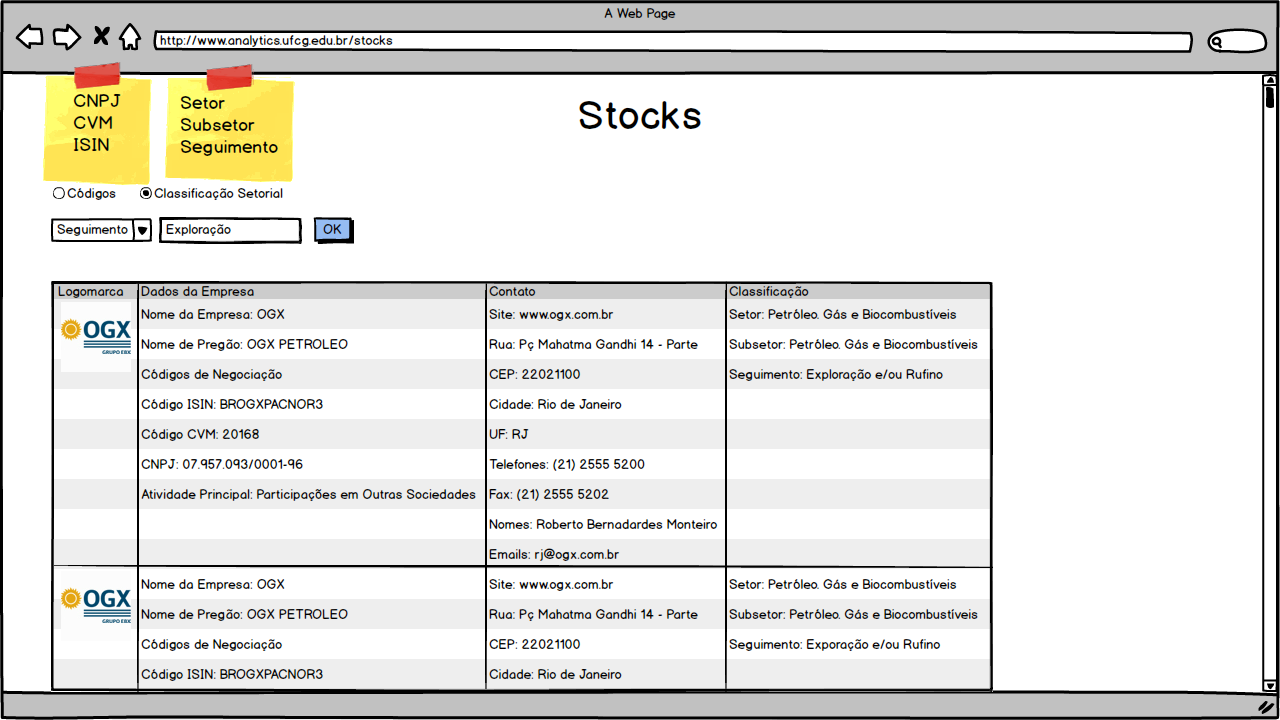 A Web Page
http://www.analytics.ufcg.edu.br/stocks
CNPJ
CVM
ISIN
Setor
Subsetor
Seguimento
Stocks
Códigos Classificação Setorial
Seguimento Exploração OK
Logomarca Dados da Empresa Contato Classificação
OGX Nome da Empresa: OGX Site: www.ogx.com.br Setor: Petróleo. Gás e Biocombustíveis
GRUPO EBX Nome de Pregão: OGX PETROLEO Rua: Pç Mahatma Gandhi 14 - Parte Subsetor: Petróleo. Gás e Biocombustíveis
Códigos de Negociação CEP: 22021100 Seguimento: Exploração e/ou Rufino
Código ISIN: BROGXPACNOR3 Cidade: Rio de Janeiro
Código CVM: 20168 UF: RJ
CNPJ: 07.957.093/0001-96 Telefones: (21) 2555 5200
Atividade Principal: Participações em Outras Sociedades Fax: (21) 2555 5202
Nomes: Roberto Bernadardes Monteiro
Emails: rj@ogx.com.br
OGX Nome da Empresa: OGX Site: www.ogx.com.br Setor: Petróleo. Gás e Biocombustíveis
GRUPO EBX Nome de Pregão: OGX PETROLEO Rua: Pç Mahatma Gandhi 14 - Parte Subsetor: Petróleo. Gás e Biocombustíveis
Códigos de Negociação CEP: 22021100 Seguimento: Exporação e/ou Rufino
Código ISIN: BROGXPACNOR3 Cidade: Rio de Janeiro